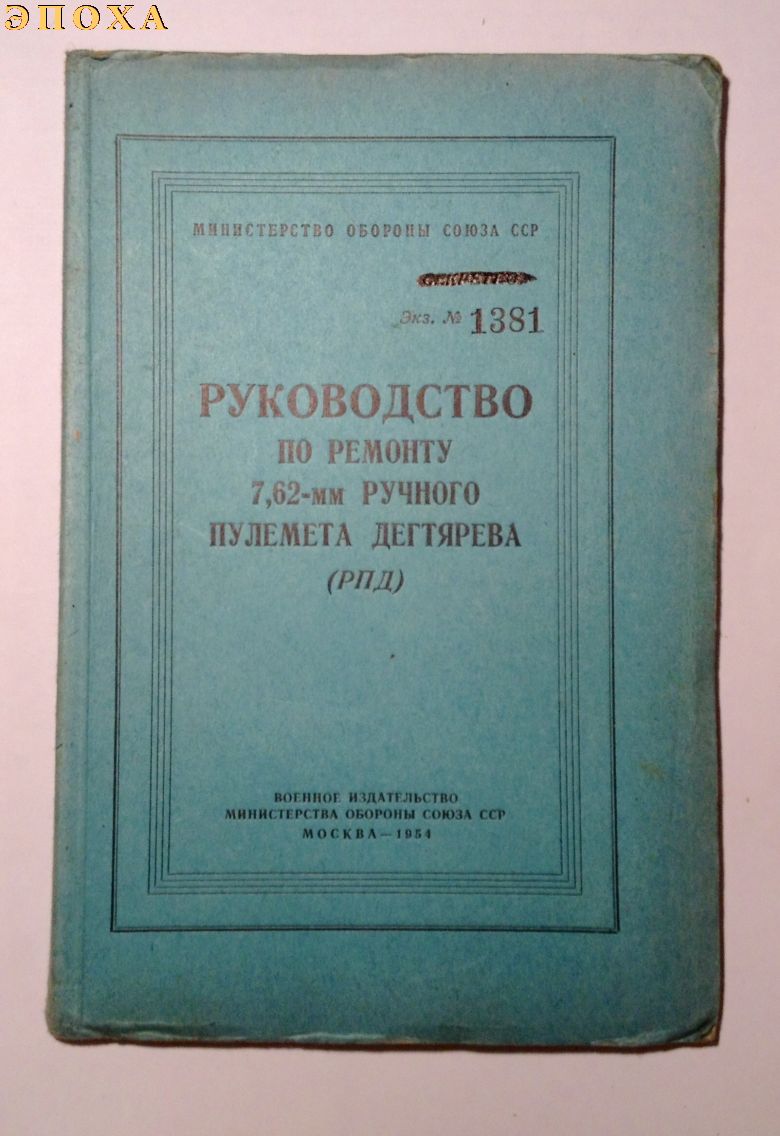 ЭПОХА
МИНИСТЕРСТВО ОБОРОНЫ СОЮЗА ССР
Экз. № 1381
РУКОВОДСТВО
ПО РЕМОНТУ
7,62-мм РУЧНОГО
ПУЛЕМЕТА ДЕГТЯРЕВА
(РПД)
ВОЕННОЕ ИЗДАТЕЛЬСТВО
МИНИСТЕРСТВА ОБОРОНЫ СОЮЗА ССР
МОСКВА — 1954